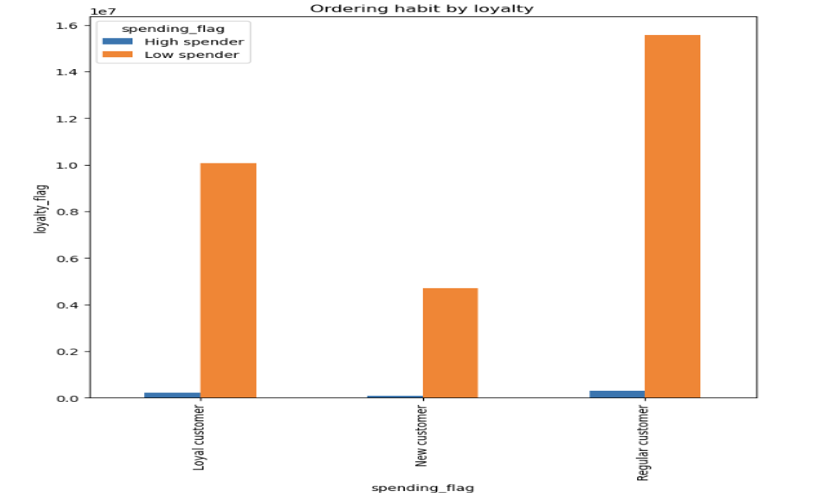 Ordering habit by loyalty
1e7
spending_flag
High spender
Low spender
1.6
1.4
1.2
1.0
0.8
0.6
0.4
0.2
0.0
loyalty_flag
Loyal customer
New customer
Regular customer
spending_flag